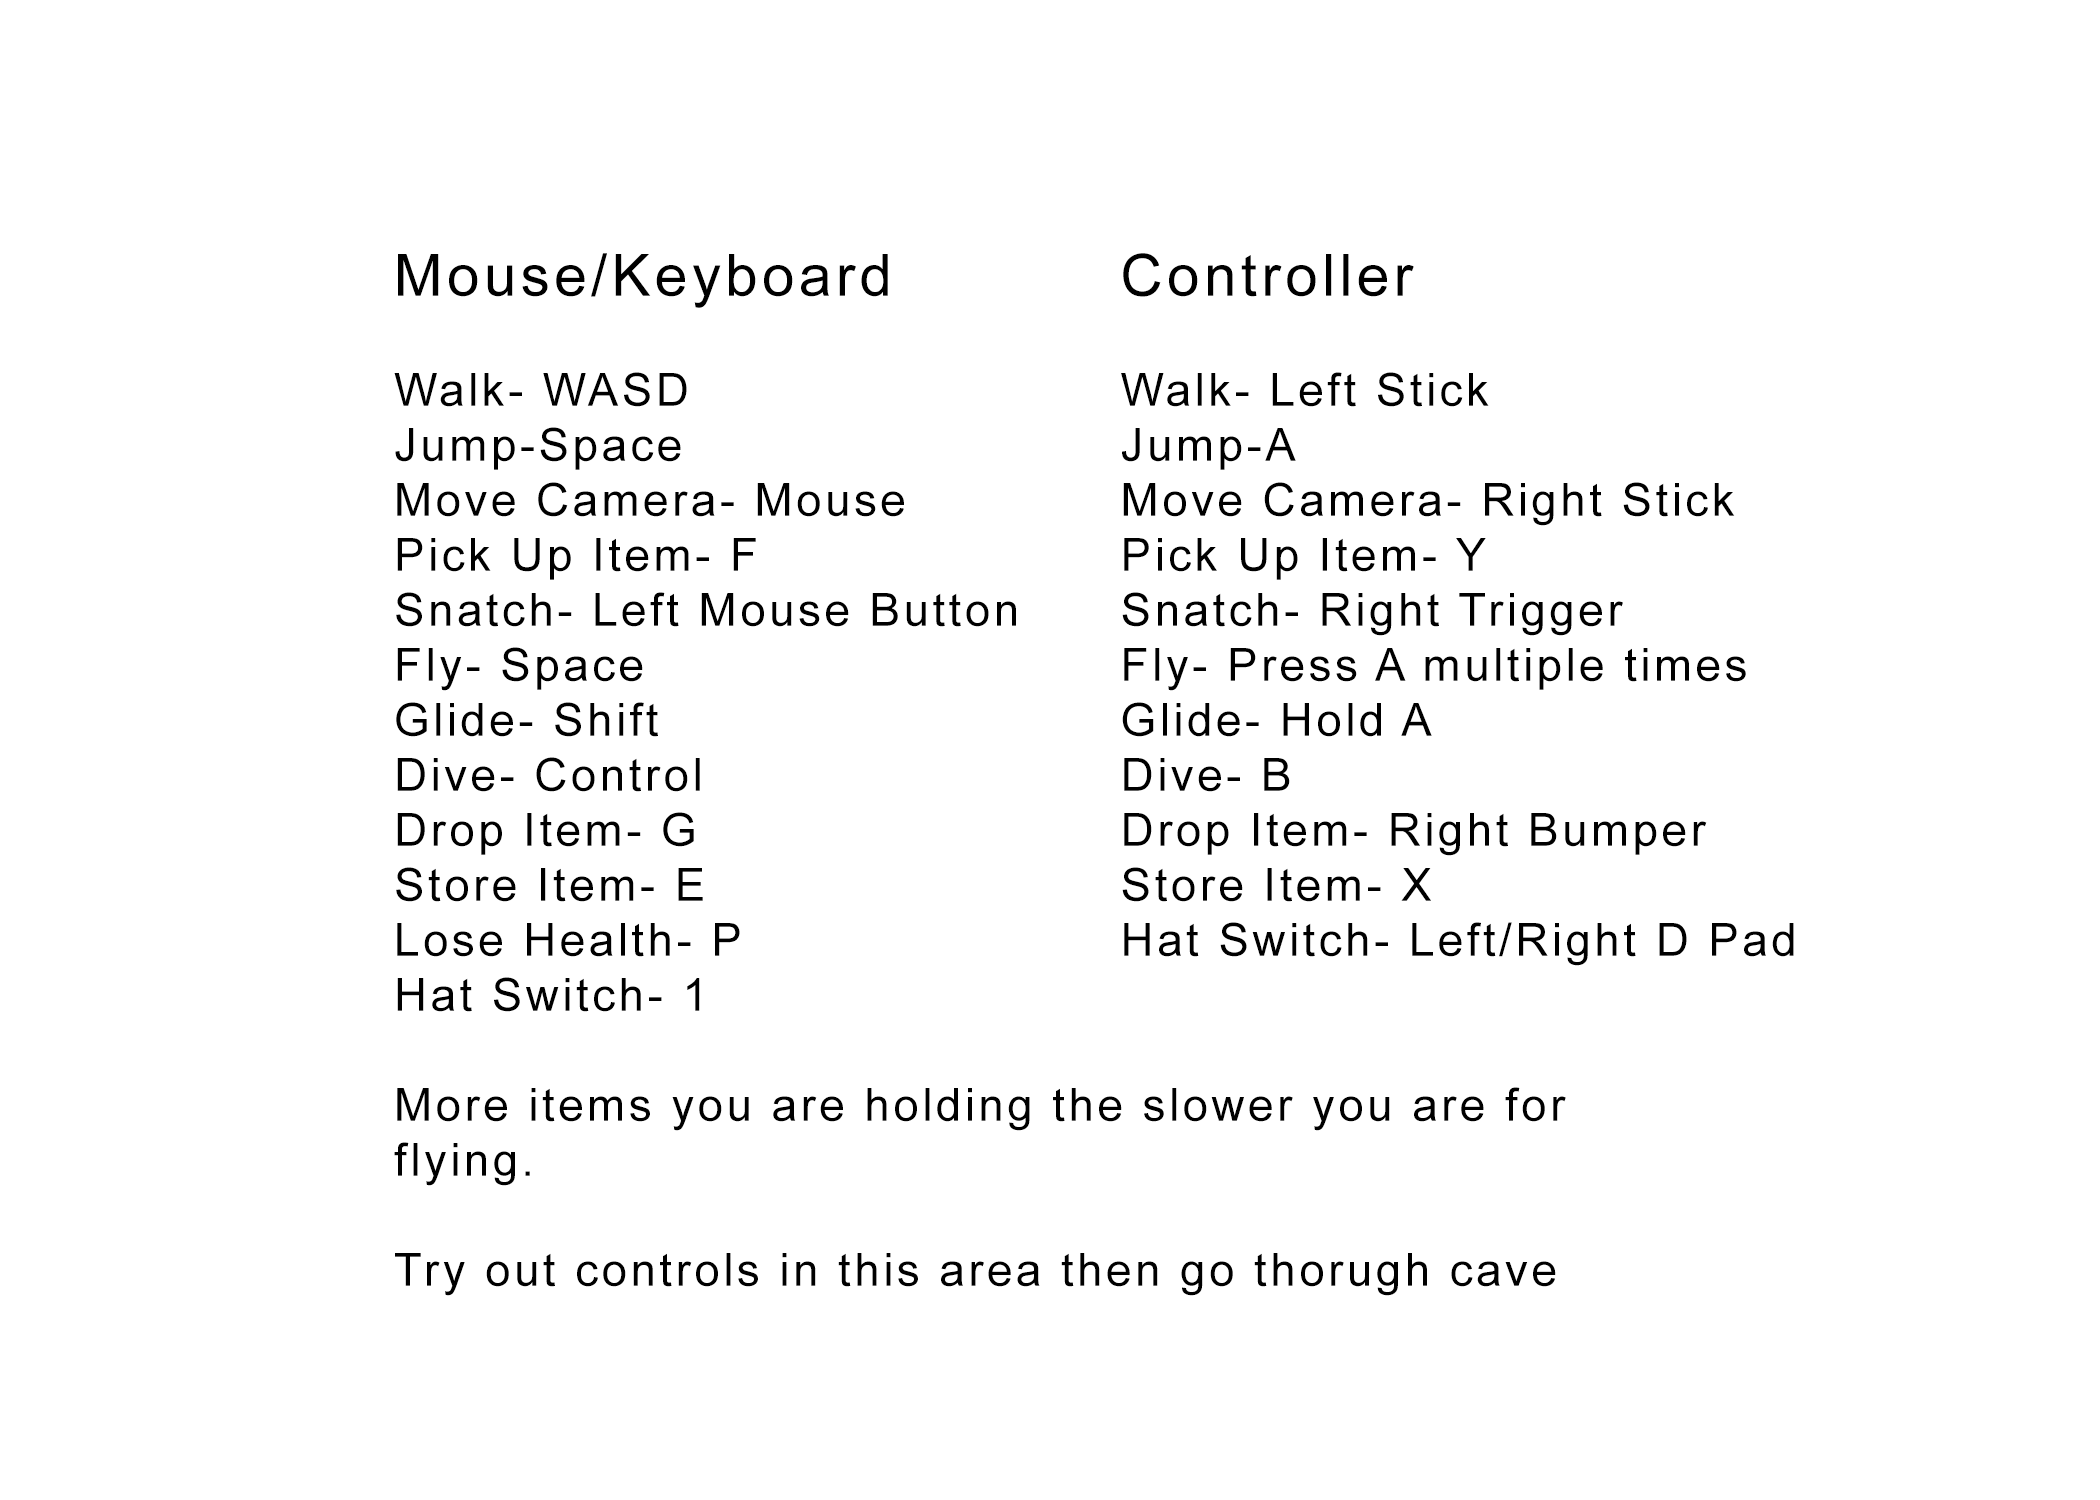 Mouse/Keyboard
Walk- WASD
Jump-Space
Move Camera- Mouse
Pick Up Item- F
Snatch- Left Mouse Button
Fly- Space
Glide- Shift
Dive- Control
Drop Item- G
Store Item- E
Lose Health- P
Hat Switch- 1
Controller
Walk- Left Stick
Jump-A
Move Camera- Right Stick
Pick Up Item- Y
Snatch- Right Trigger
Fly- Press A multiple times
Glide- Hold A
Dive- B
Drop Item- Right Bumper
Store Item- X
Hat Switch- Left/Right D Pad
More items you are holding the slower you are for
flying.
Try out controls in this area then go thorugh cave